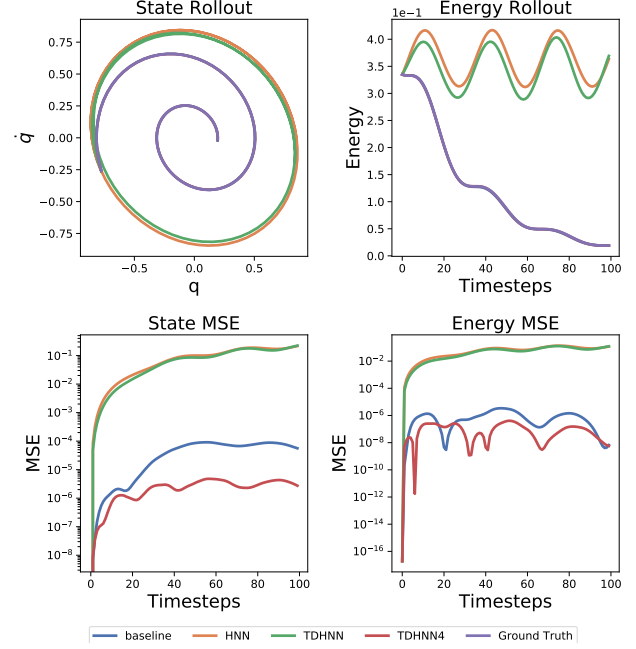 State Rollout
0.75
0.50
0.25
0.00
−0.25
−0.50
−0.75
q̇
−0.5
0.0
0.5
q
Energy Rollout
1e−1
4.0
3.5
3.0
2.5
2.0
1.5
1.0
0.5
0.0
Energy
0
20
40
60
80
100
Timesteps
State MSE
10⁻¹
10⁻²
10⁻³
10⁻⁴
10⁻⁵
10⁻⁶
10⁻⁷
10⁻⁸
MSE
0
20
40
60
80
100
Timesteps
Energy MSE
10⁻²
10⁻⁴
10⁻⁶
10⁻⁸
10⁻¹⁰
10⁻¹²
10⁻¹⁴
10⁻¹⁶
MSE
0
20
40
60
80
100
Timesteps
baseline
HNN
TDHNN
TDHNN4
Ground Truth